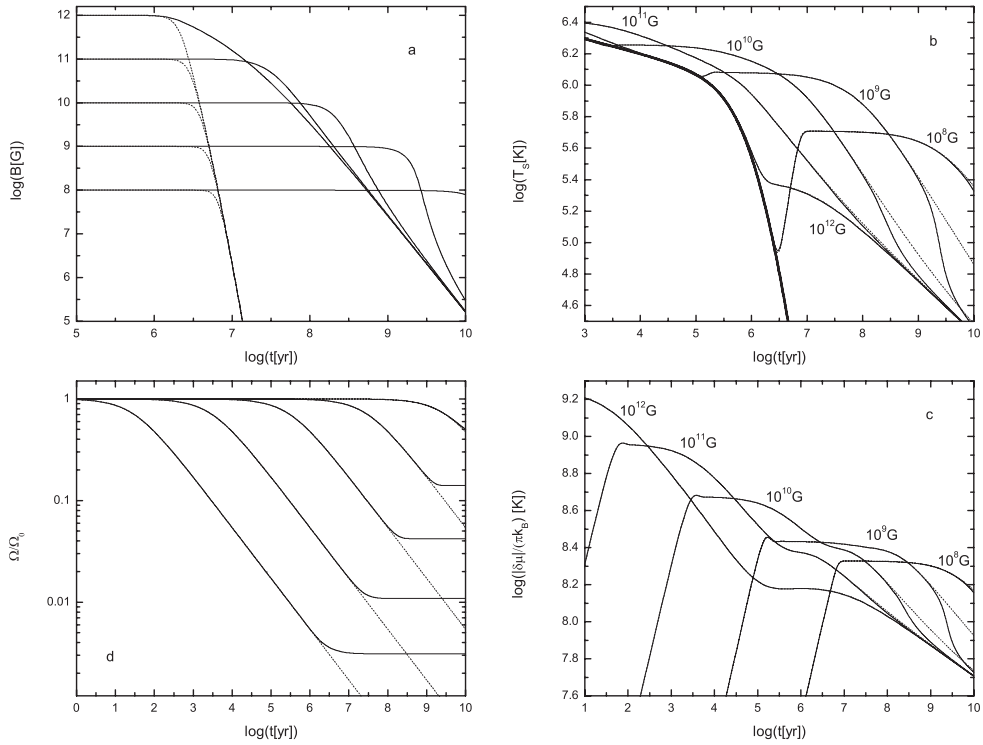 a
12
11
10
9
8
7
6
5
log(B[G])
5 6 7 8 9 10
log(t[yr])
b
10¹¹G
10¹⁰G
10⁹G
10⁸G
10¹²G
6.4
6.2
6.0
5.8
5.6
5.4
5.2
5.0
4.8
4.6
log(T_S[K])
3 4 5 6 7 8 9 10
log(t[yr])
d
1
0.1
0.01
Ω/Ω₀
0 1 2 3 4 5 6 7 8 9 10
log(t[yr])
c
10¹²G
10¹¹G
10¹⁰G
10⁹G
10⁸G
9.2
9.0
8.8
8.6
8.4
8.2
8.0
7.8
7.6
log(|δμ|/(πk_B) [K])
1 2 3 4 5 6 7 8 9 10
log(t[yr])